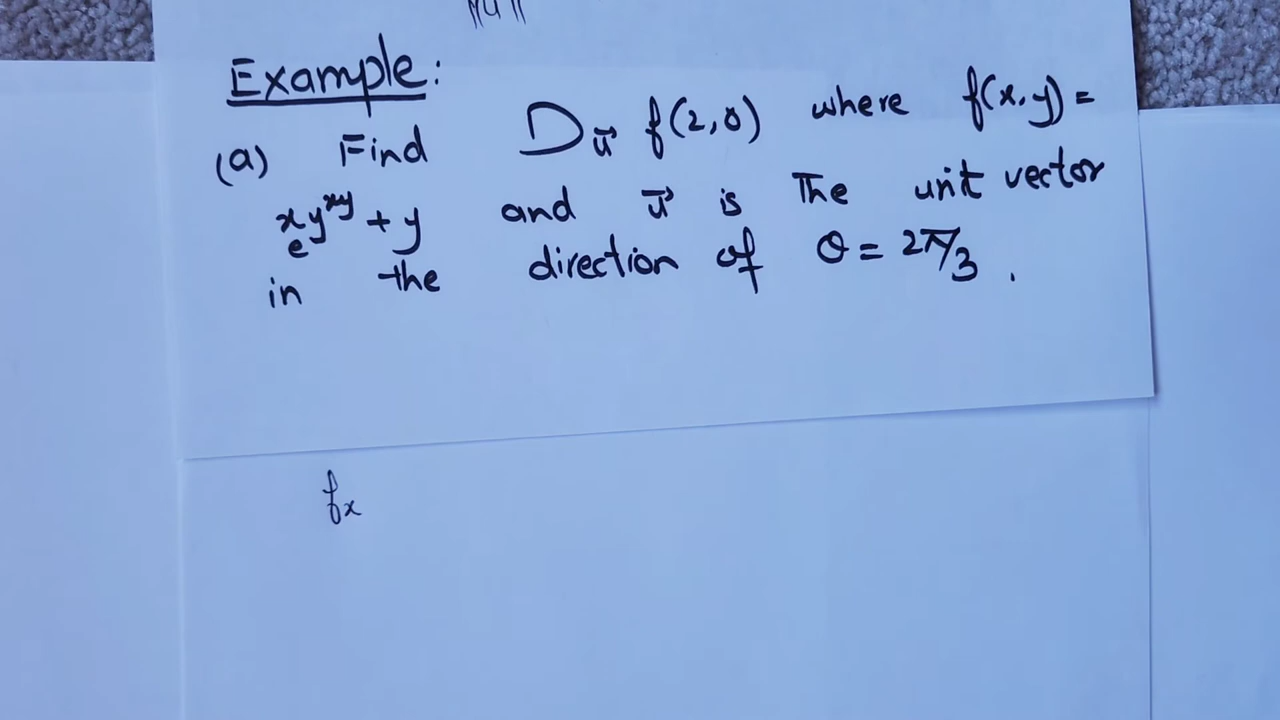 Example:
(a) Find D_u⃗ f(2,0) where f(x,y) =
x e y^xy + y and u⃗ is The unit vector
in the direction of θ = 2π/3 .
f_x